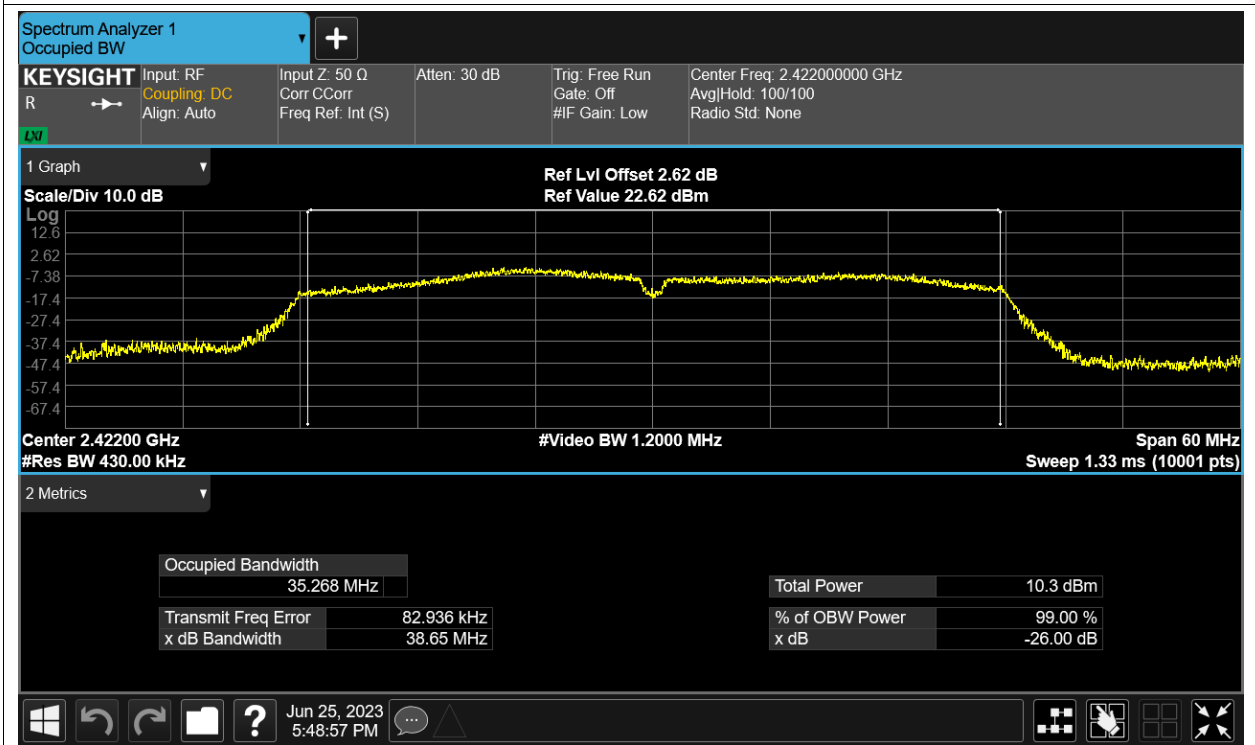 Spectrum Analyzer 1
Occupied BW
KEYSIGHT
R
LXI
Input: RF
Coupling: DC
Align: Auto
Input Z: 50 Ω
Corr CCorr
Freq Ref: Int (S)
Atten: 30 dB
Trig: Free Run
Gate: Off
#IF Gain: Low
Center Freq: 2.422000000 GHz
Avg|Hold: 100/100
Radio Std: None
1 Graph
Scale/Div 10.0 dB
Ref Lvl Offset 2.62 dB
Ref Value 22.62 dBm
Log
12.6
2.62
-7.38
-17.4
-27.4
-37.4
-47.4
-57.4
-67.4
Center 2.42200 GHz
#Video BW 1.2000 MHz
Span 60 MHz
#Res BW 430.00 kHz
Sweep 1.33 ms (10001 pts)
2 Metrics
Occupied Bandwidth
35.268 MHz
Total Power 10.3 dBm
Transmit Freq Error 82.936 kHz
% of OBW Power 99.00 %
x dB Bandwidth 38.65 MHz
x dB -26.00 dB
?
Jun 25, 2023
5:48:57 PM